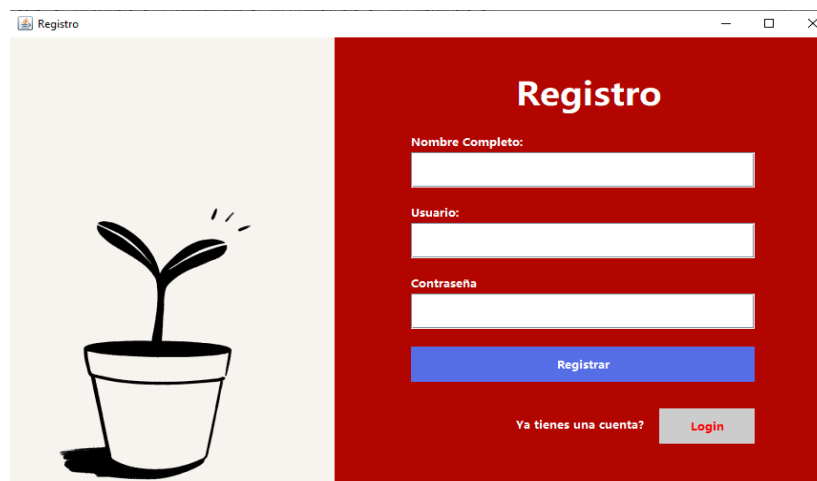 Registro
Registro
Nombre Completo:
Usuario:
Contraseña
Registrar
Ya tienes una cuenta? Login